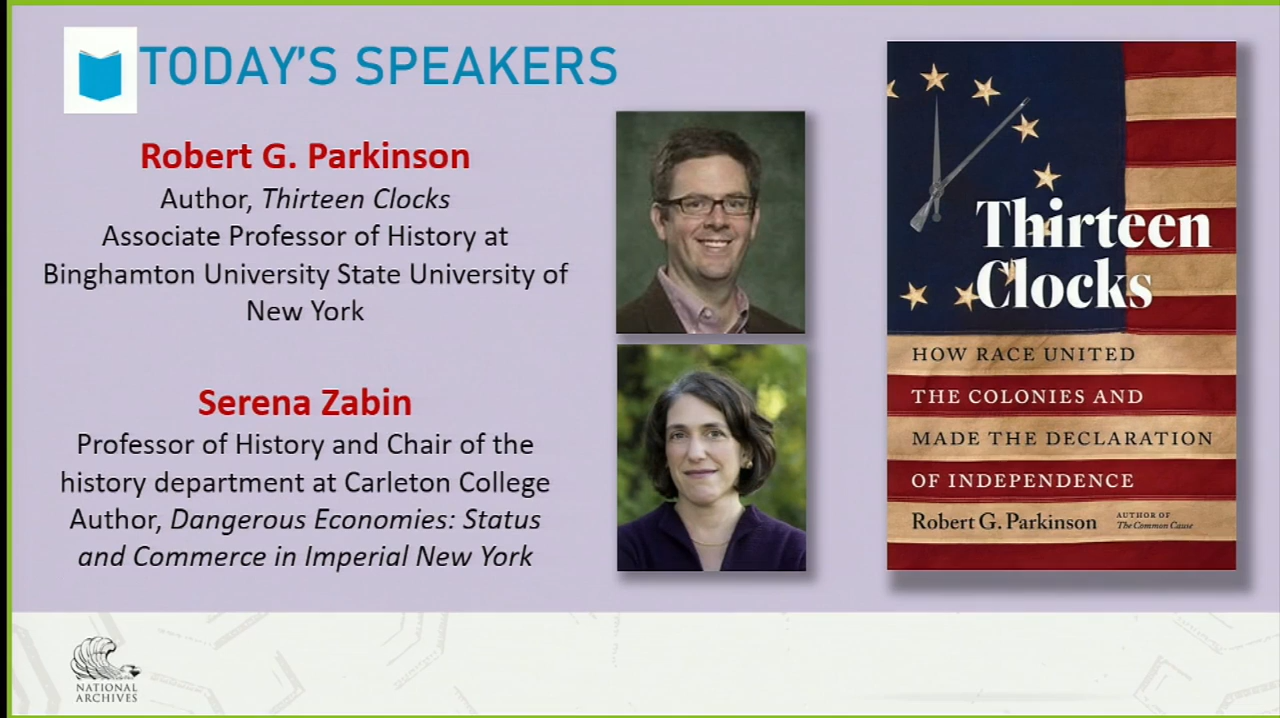 TODAY'S SPEAKERS
Robert G. Parkinson
Author, Thirteen Clocks
Associate Professor of History at
Binghamton University State University of
New York
Serena Zabin
Professor of History and Chair of the
history department at Carleton College
Author, Dangerous Economies: Status
and Commerce in Imperial New York
Thirteen
Clocks
HOW RACE UNITED
THE COLONIES AND
MADE THE DECLARATION
OF INDEPENDENCE
Robert G. Parkinson
AUTHOR OF
The Common Cause
NATIONAL
ARCHIVES